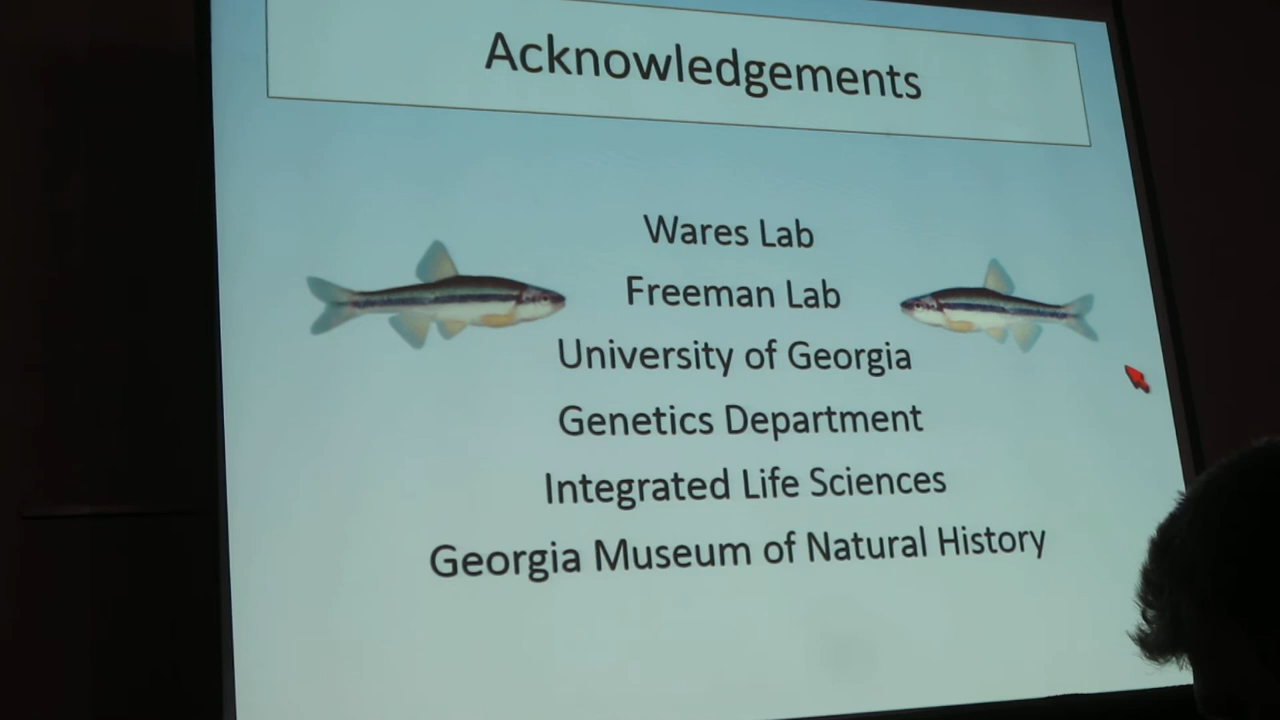 Acknowledgements
Wares Lab
Freeman Lab
University of Georgia
Genetics Department
Integrated Life Sciences
Georgia Museum of Natural History